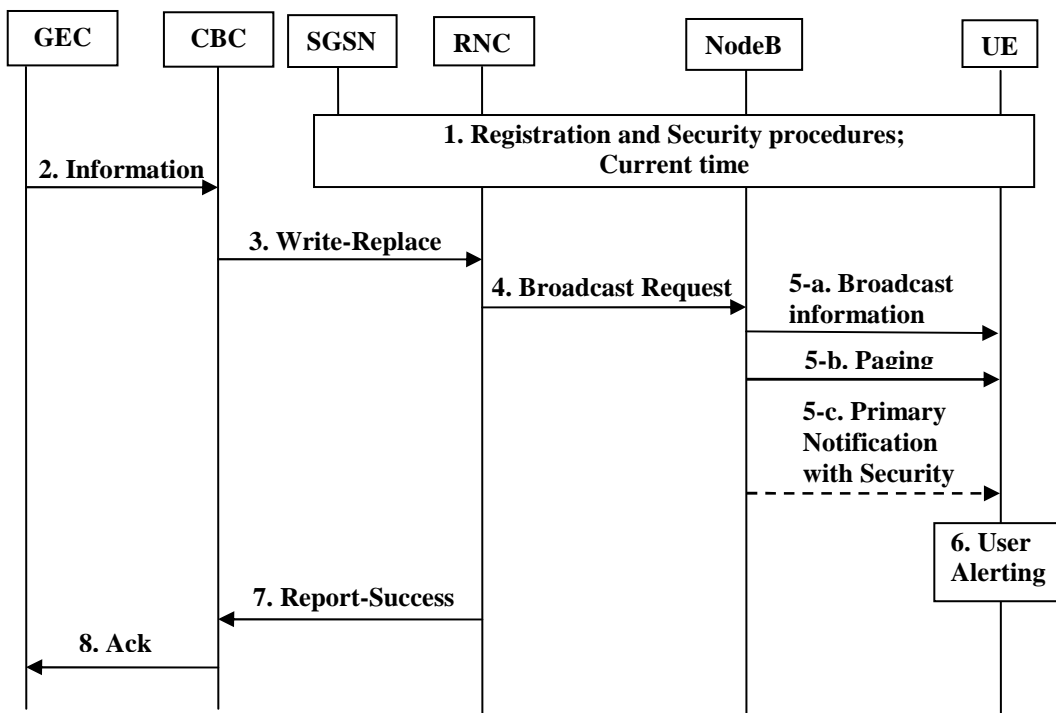 GEC
CBC
SGSN
RNC
NodeB
UE
1. Registration and Security procedures;
Current time
2. Information
3. Write-Replace
4. Broadcast Request
5-a. Broadcast
information
5-b. Paging
5-c. Primary
Notification
with Security
6. User
Alerting
7. Report-Success
8. Ack